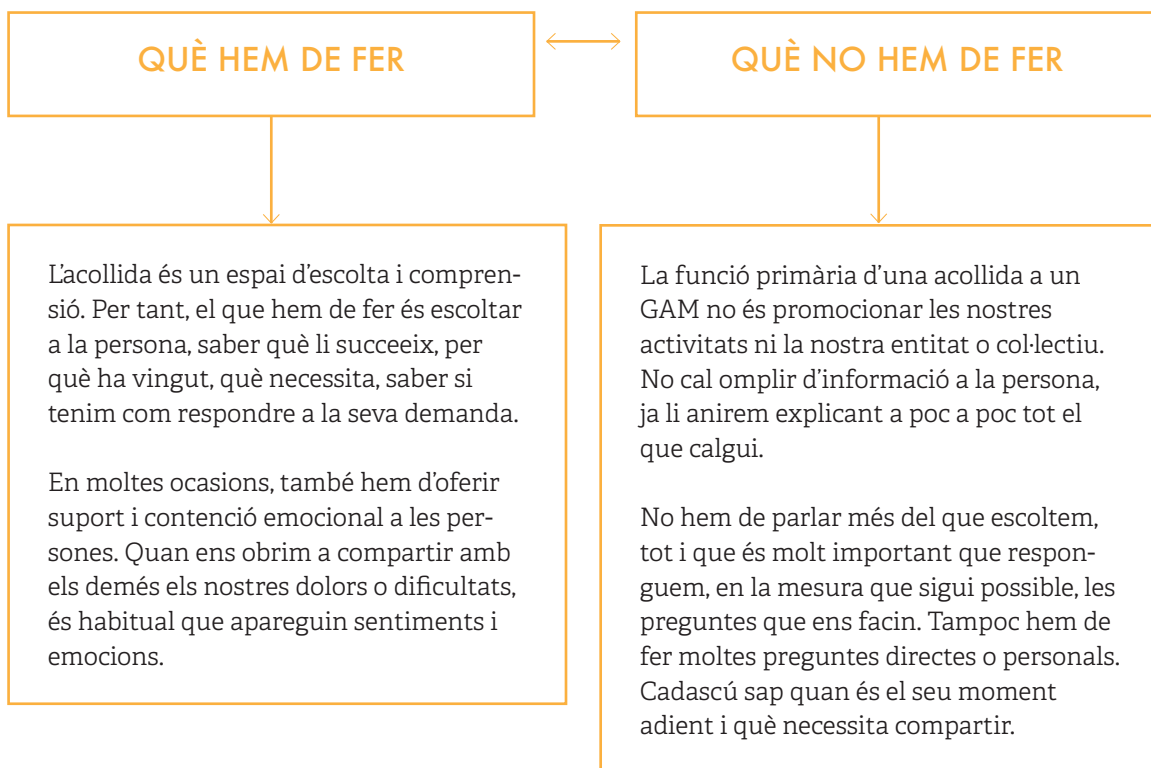 QUÈ HEM DE FER
QUÈ NO HEM DE FER
L'acollida és un espai d'escolta i compren-
sió. Per tant, el que hem de fer és escoltar
a la persona, saber què li succeeix, per
què ha vingut, què necessita, saber si
tenim com respondre a la seva demanda.
En moltes ocasions, també hem d'oferir
suport i contenció emocional a les per-
sones. Quan ens obrim a compartir amb
els demés els nostres dolors o dificultats,
és habitual que apareguin sentiments i
emocions.
La funció primària d'una acollida a un
GAM no és promocionar les nostres
activitats ni la nostra entitat o col·lectiu.
No cal omplir d'informació a la persona,
ja li anirem explicant a poc a poc tot el
que calgui.
No hem de parlar més del que escoltem,
tot i que és molt important que respon-
guem, en la mesura que sigui possible, les
preguntes que ens facin. Tampoc hem de
fer moltes preguntes directes o personals.
Cadascú sap quan és el seu moment
adient i què necessita compartir.